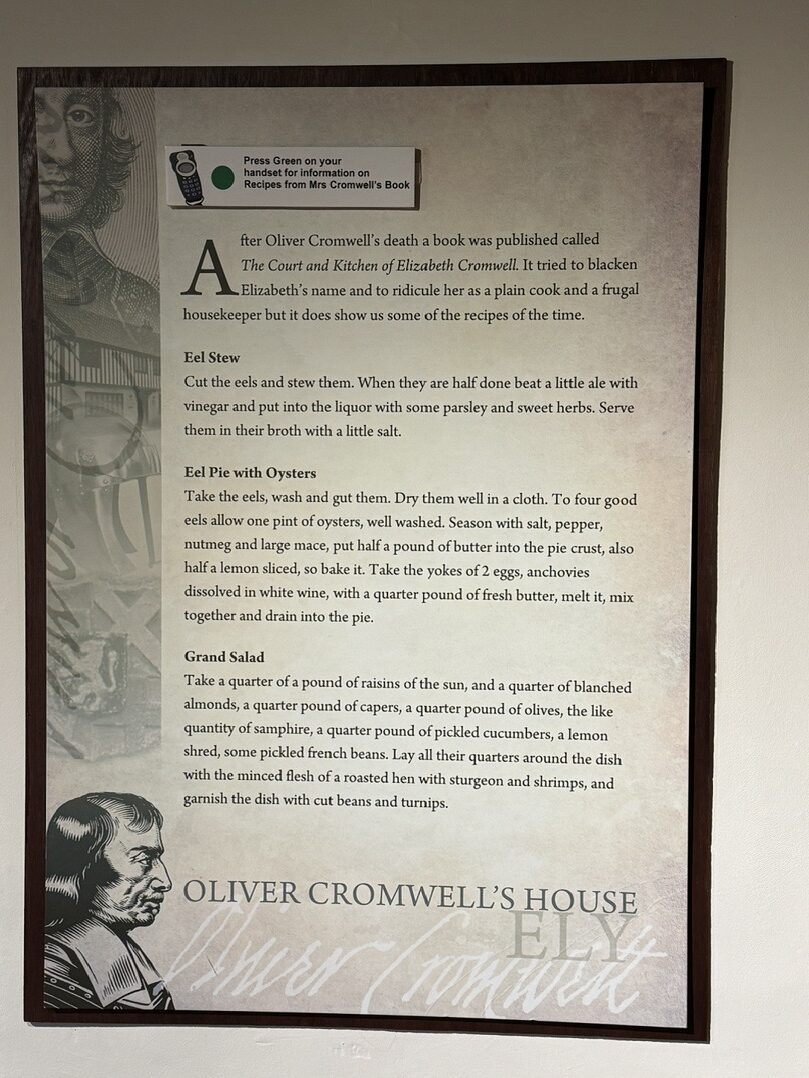 Press Green on your
handset for information on
Recipes from Mrs Cromwell's Book
After Oliver Cromwell's death a book was published called
The Court and Kitchen of Elizabeth Cromwell. It tried to blacken
Elizabeth's name and to ridicule her as a plain cook and a frugal
housekeeper but it does show us some of the recipes of the time.
Eel Stew
Cut the eels and stew them. When they are half done beat a little ale with
vinegar and put into the liquor with some parsley and sweet herbs. Serve
them in their broth with a little salt.
Eel Pie with Oysters
Take the eels, wash and gut them. Dry them well in a cloth. To four good
eels allow one pint of oysters, well washed. Season with salt, pepper,
nutmeg and large mace, put half a pound of butter into the pie crust, also
half a lemon sliced, so bake it. Take the yokes of 2 eggs, anchovies
dissolved in white wine, with a quarter pound of fresh butter, melt it, mix
together and drain into the pie.
Grand Salad
Take a quarter of a pound of raisins of the sun, and a quarter of blanched
almonds, a quarter pound of capers, a quarter pound of olives, the like
quantity of samphire, a quarter pound of pickled cucumbers, a lemon
shred, some pickled french beans. Lay all their quarters around the dish
with the minced flesh of a roasted hen with sturgeon and shrimps, and
garnish the dish with cut beans and turnips.
OLIVER CROMWELL'S HOUSE
ELY
Oliver Cromwell